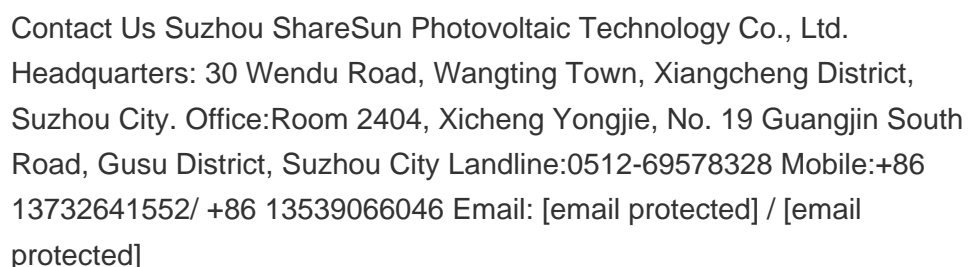 Contact Us Suzhou ShareSun Photovoltaic Technology Co., Ltd.
Headquarters: 30 Wendu Road, Wangting Town, Xiangcheng District,
Suzhou City. Office:Room 2404, Xicheng Yongjie, No. 19 Guangjin South
Road, Gusu District, Suzhou City Landline:0512-69578328 Mobile:+86
13732641552/ +86 13539066046 Email: [email protected] / [email
protected]